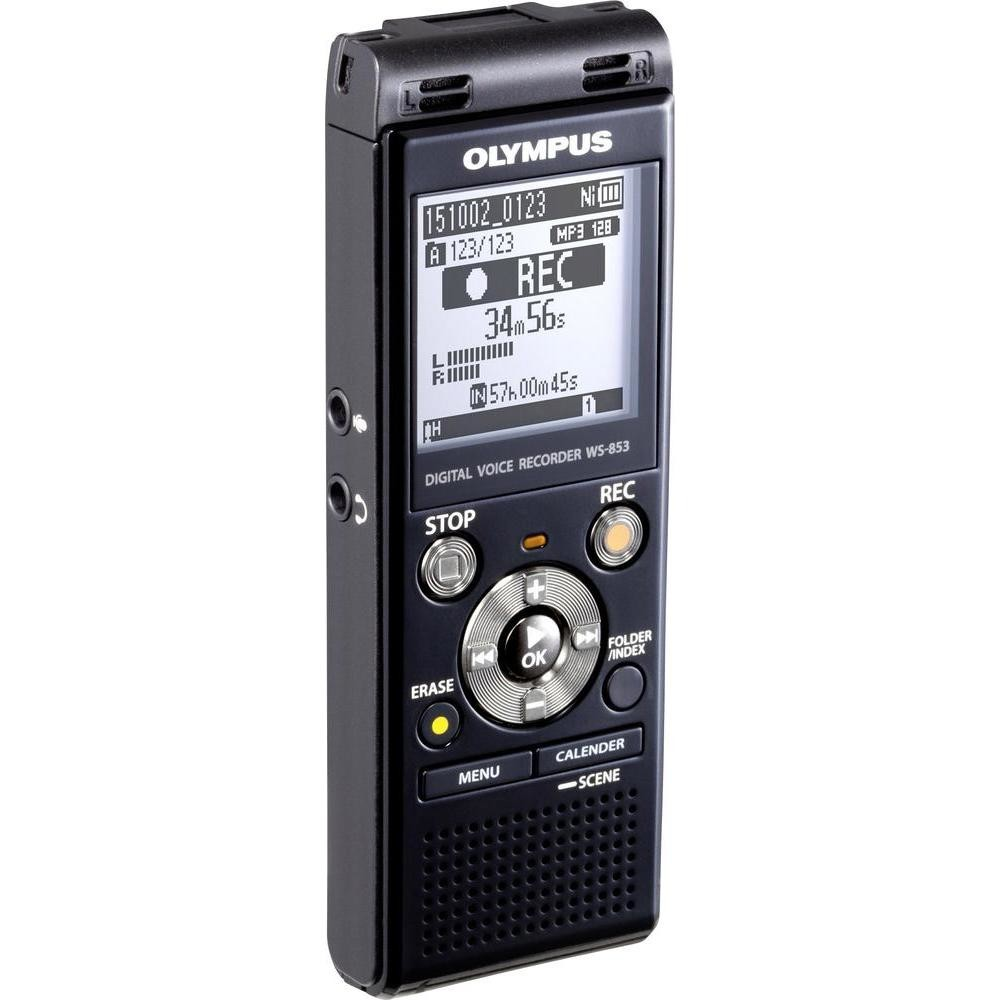 L R
OLYMPUS
151002_0123 Ni
A 123/123 MP3 128
REC
34m56s
L
R
IN 57h00m45s
H 1
DIGITAL VOICE RECORDER WS-853
STOP REC
+
OK
FOLDER
/INDEX
ERASE
MENU CALENDER
SCENE